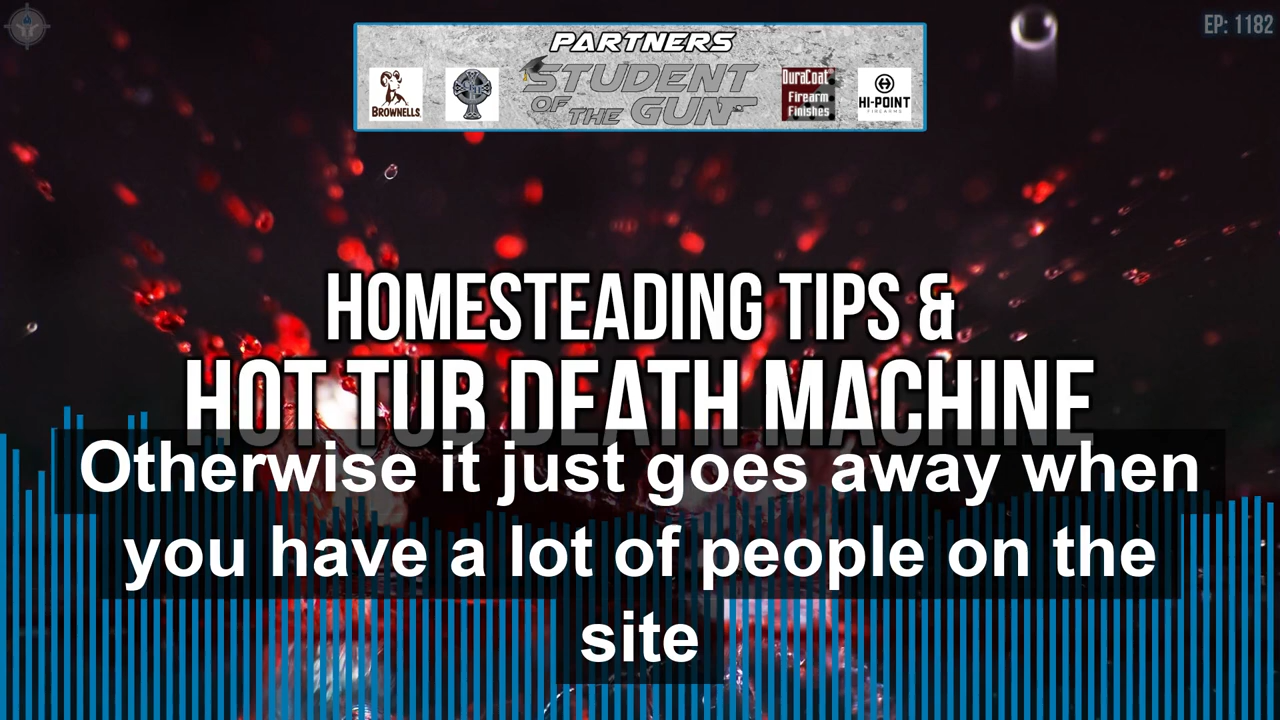 EP: 1182
PARTNERS
BROWNELLS
STUDENT
OF THE GUN
DuraCoat
Firearm
Finishes
HI-POINT
FIREARMS
HOMESTEADING TIPS &
HOT TUB DEATH MACHINE
Otherwise it just goes away when
you have a lot of people on the
site